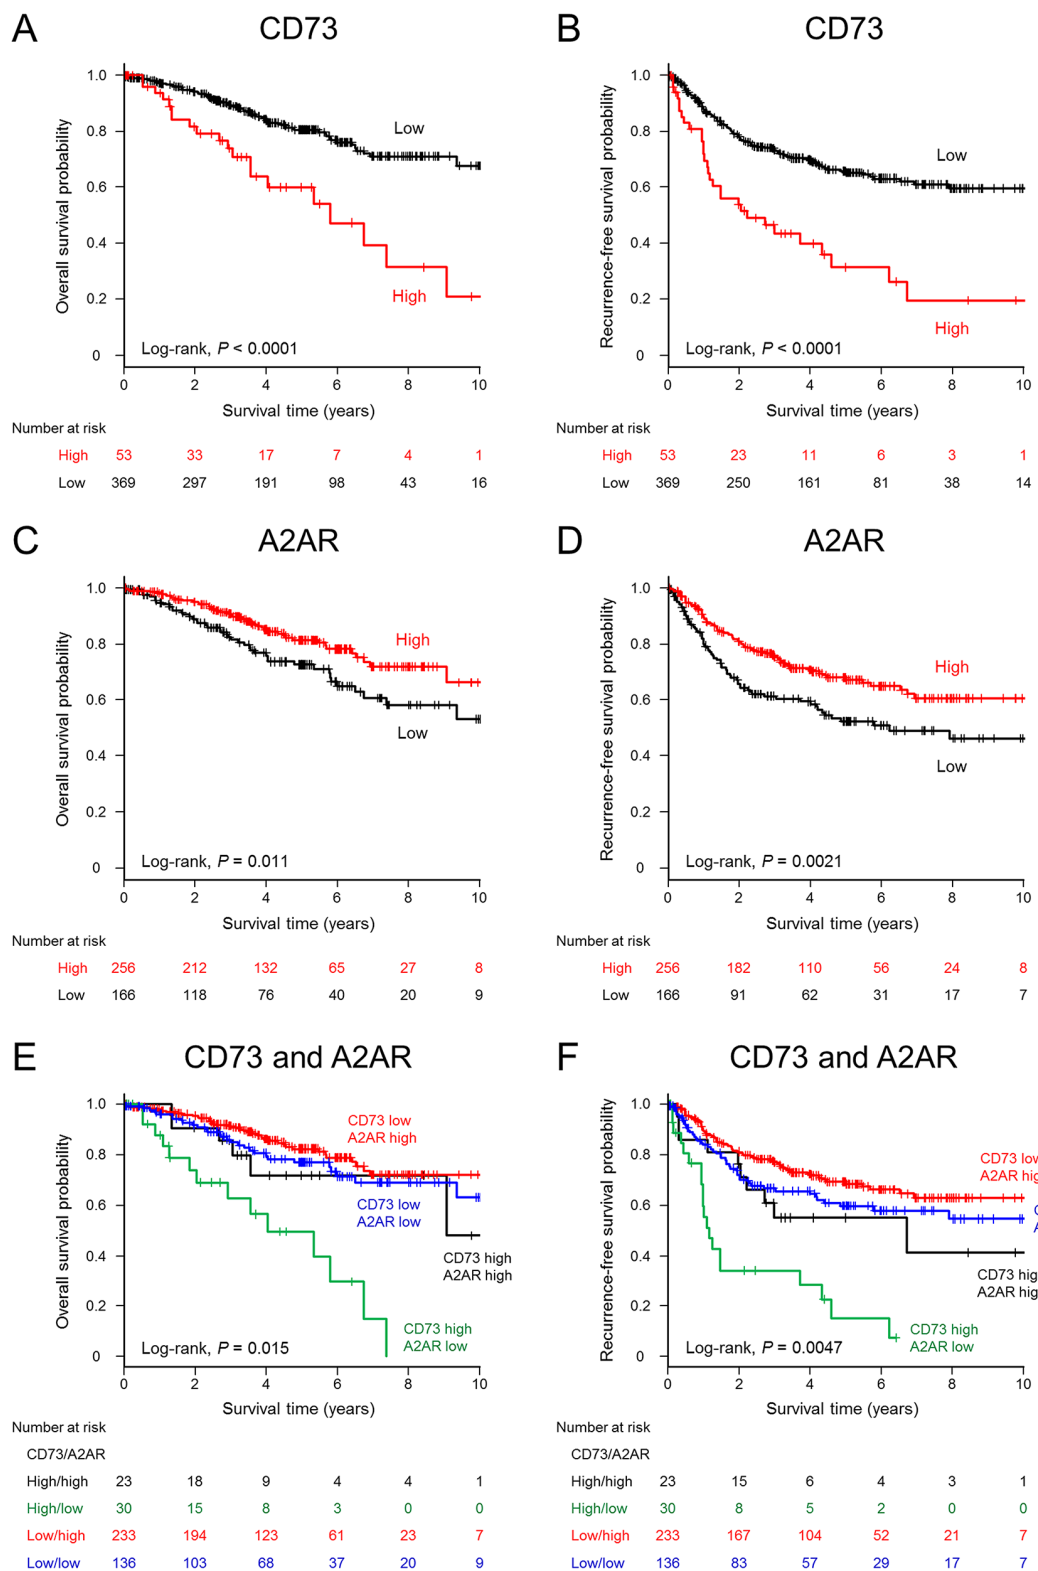 A
CD73
Overall survival probability
1.0
0.8
0.6
0.4
0.2
0
Low
High
Log-rank, P < 0.0001
0 2 4 6 8 10
Survival time (years)
Number at risk
High 53 33 17 7 4 1
Low 369 297 191 98 43 16
B
CD73
Recurrence-free survival probability
1.0
0.8
0.6
0.4
0.2
0
Low
High
Log-rank, P < 0.0001
0 2 4 6 8 10
Survival time (years)
Number at risk
High 53 23 11 6 3 1
Low 369 250 161 81 38 14
C
A2AR
Overall survival probability
1.0
0.8
0.6
0.4
0.2
0
High
Low
Log-rank, P = 0.011
0 2 4 6 8 10
Survival time (years)
Number at risk
High 256 212 132 65 27 8
Low 166 118 76 40 20 9
D
A2AR
Recurrence-free survival probability
1.0
0.8
0.6
0.4
0.2
0
High
Low
Log-rank, P = 0.0021
0 2 4 6 8 10
Survival time (years)
Number at risk
High 256 182 110 56 24 8
Low 166 91 62 31 17 7
E
CD73 and A2AR
Overall survival probability
1.0
0.8
0.6
0.4
0.2
0
CD73 low
A2AR high
CD73 low
A2AR low
CD73 high
A2AR high
CD73 high
A2AR low
Log-rank, P = 0.015
0 2 4 6 8 10
Survival time (years)
Number at risk
CD73/A2AR
High/high 23 18 9 4 4 1
High/low 30 15 8 3 0 0
Low/high 233 194 123 61 23 7
Low/low 136 103 68 37 20 9
F
CD73 and A2AR
Recurrence-free survival probability
1.0
0.8
0.6
0.4
0.2
0
CD73 low
A2AR hig
C
A
CD73 hig
A2AR hig
CD73 high
A2AR low
Log-rank, P = 0.0047
0 2 4 6 8 10
Survival time (years)
Number at risk
High/high 23 15 6 4 3 1
High/low 30 8 5 2 0 0
Low/high 233 167 104 52 21 7
Low/low 136 83 57 29 17 7